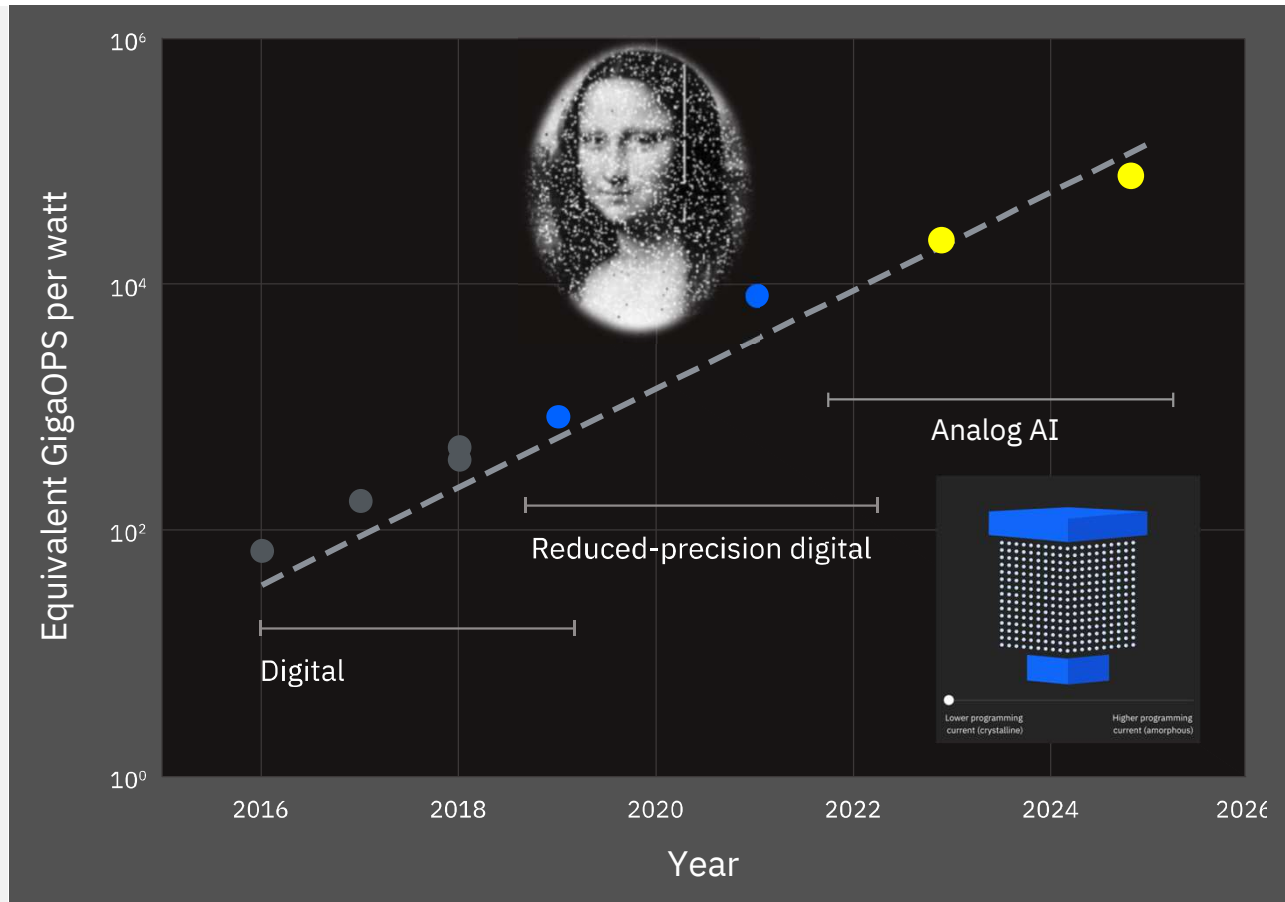 10⁶
10⁴
10²
10⁰
Equivalent GigaOPS per watt
Analog AI
Reduced-precision digital
Digital
Lower programming
current (crystalline)
Higher programming
current (amorphous)
2016
2018
2020
2022
2024
2026
Year